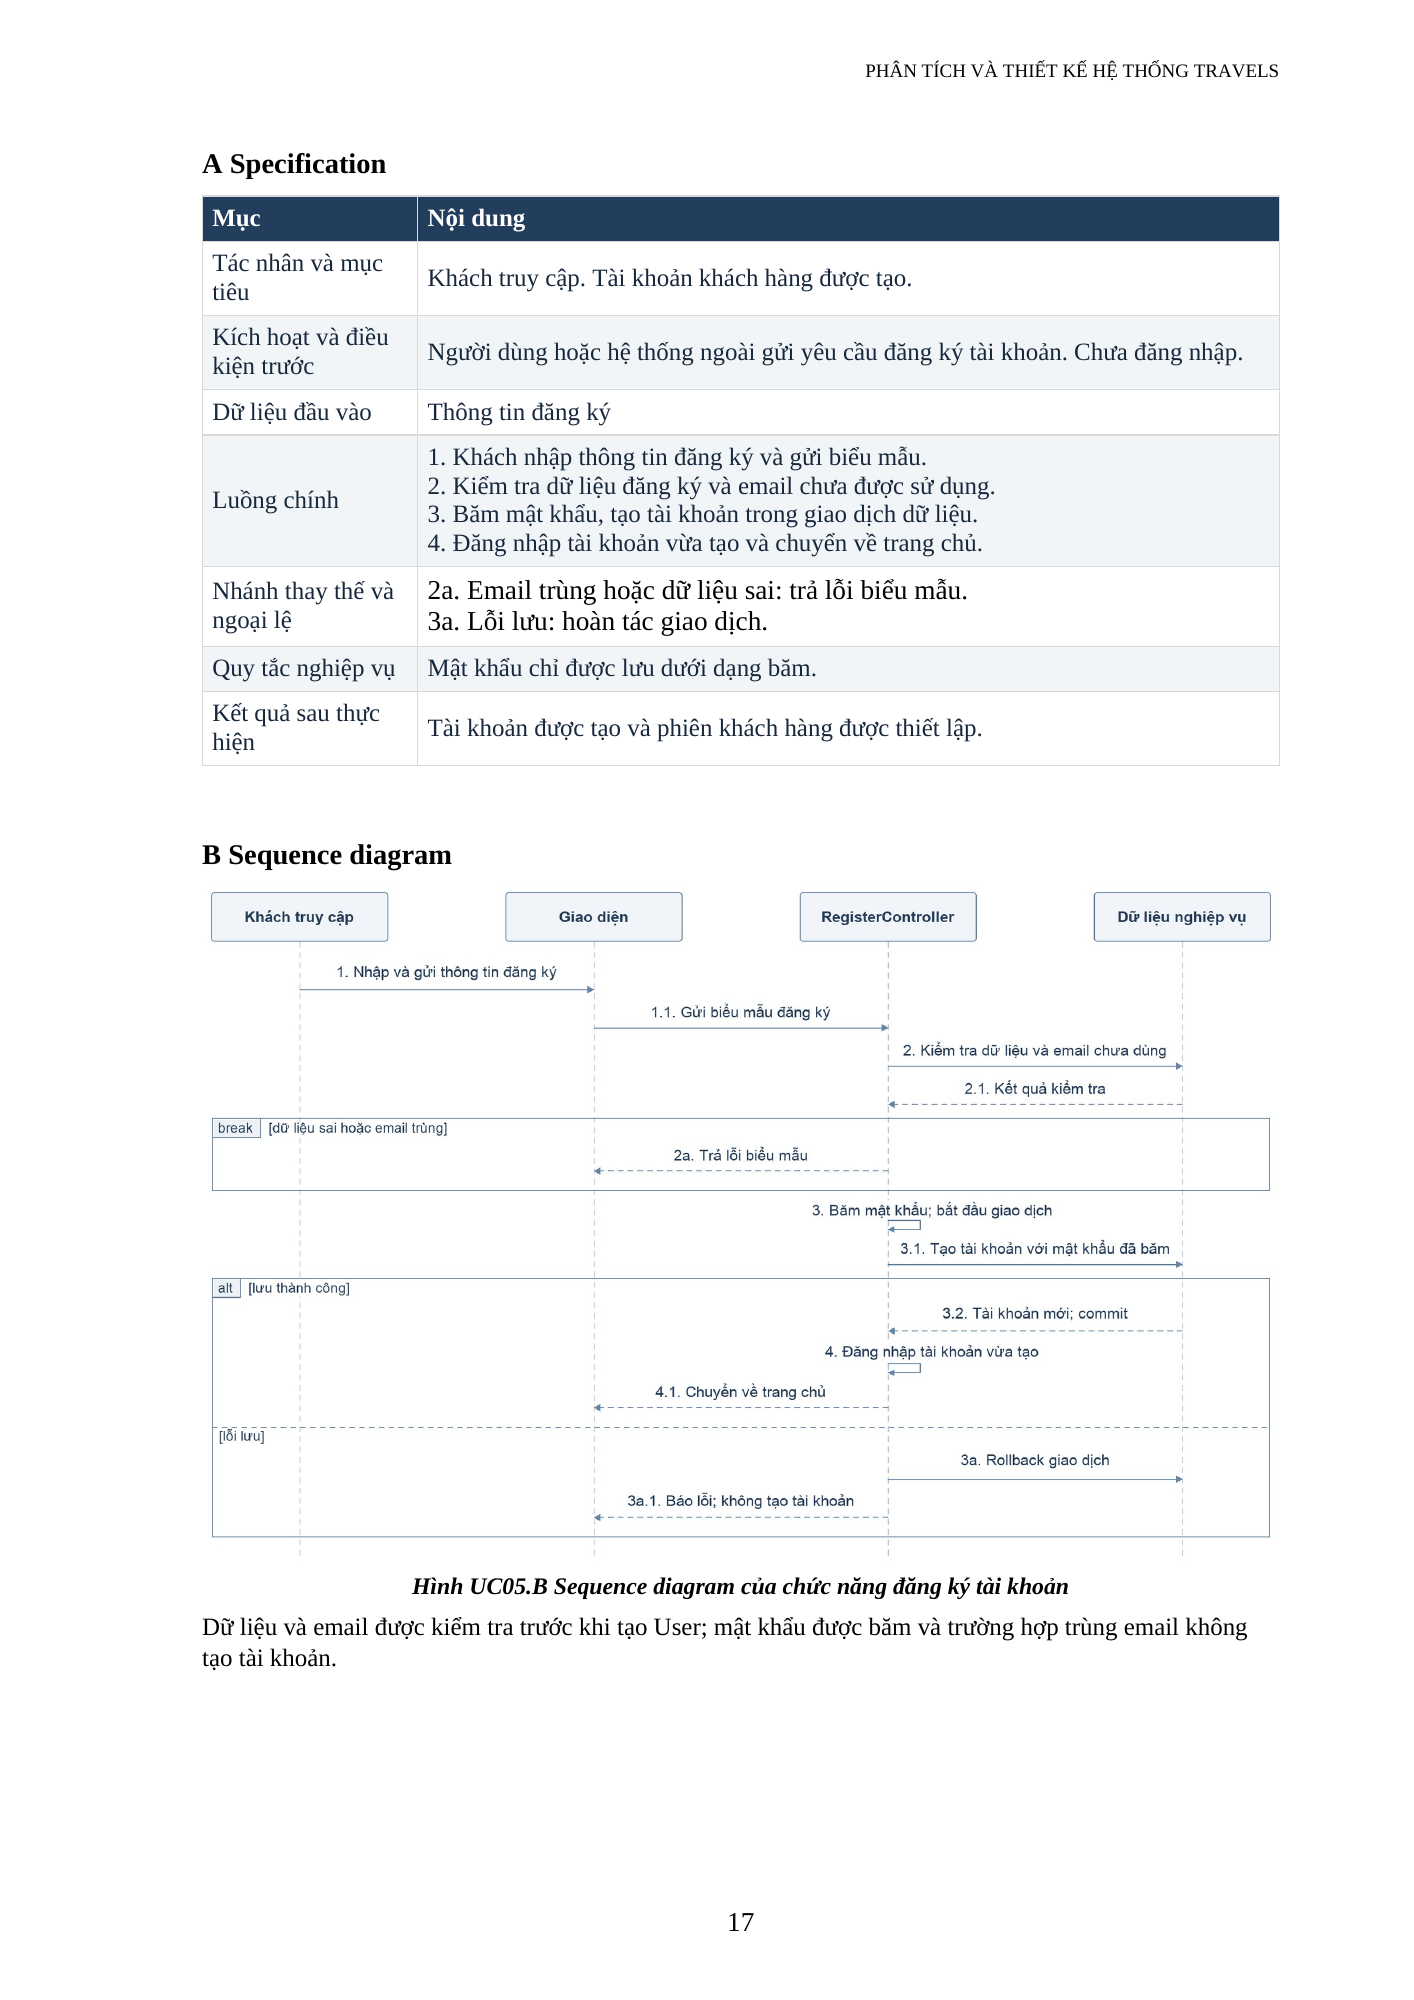 PHÂN TÍCH VÀ THIẾT KẾ HỆ THỐNG TRAVELS
A Specification
Mục
Nội dung
Tác nhân và mục
tiêu
Khách truy cập. Tài khoản khách hàng được tạo.
Kích hoạt và điều
kiện trước
Người dùng hoặc hệ thống ngoài gửi yêu cầu đăng ký tài khoản. Chưa đăng nhập.
Dữ liệu đầu vào
Thông tin đăng ký
Luồng chính
1. Khách nhập thông tin đăng ký và gửi biểu mẫu.
2. Kiểm tra dữ liệu đăng ký và email chưa được sử dụng.
3. Băm mật khẩu, tạo tài khoản trong giao dịch dữ liệu.
4. Đăng nhập tài khoản vừa tạo và chuyển về trang chủ.
Nhánh thay thế và
ngoại lệ
2a. Email trùng hoặc dữ liệu sai: trả lỗi biểu mẫu.
3a. Lỗi lưu: hoàn tác giao dịch.
Quy tắc nghiệp vụ
Mật khẩu chỉ được lưu dưới dạng băm.
Kết quả sau thực
hiện
Tài khoản được tạo và phiên khách hàng được thiết lập.
B Sequence diagram
Khách truy cập
Giao diện
RegisterController
Dữ liệu nghiệp vụ
1. Nhập và gửi thông tin đăng ký
1.1. Gửi biểu mẫu đăng ký
2. Kiểm tra dữ liệu và email chưa dùng
2.1. Kết quả kiểm tra
break [dữ liệu sai hoặc email trùng]
2a. Trả lỗi biểu mẫu
3. Băm mật khẩu; bắt đầu giao dịch
3.1. Tạo tài khoản với mật khẩu đã băm
alt [lưu thành công]
3.2. Tài khoản mới; commit
4. Đăng nhập tài khoản vừa tạo
4.1. Chuyển về trang chủ
[lỗi lưu]
3a. Rollback giao dịch
3a.1. Báo lỗi; không tạo tài khoản
Hình UC05.B Sequence diagram của chức năng đăng ký tài khoản
Dữ liệu và email được kiểm tra trước khi tạo User; mật khẩu được băm và trường hợp trùng email không
tạo tài khoản.
17